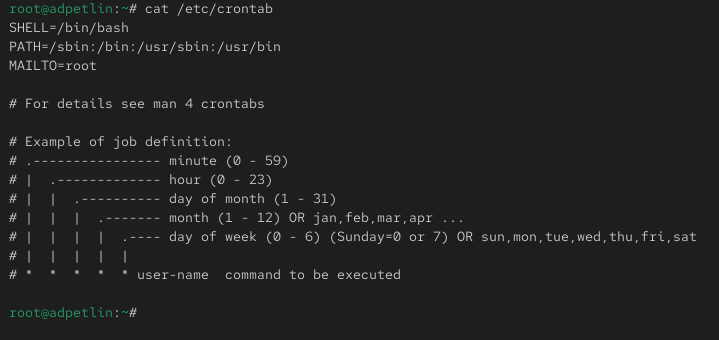 root@adpetlin:~# cat /etc/crontab
SHELL=/bin/bash
PATH=/sbin:/bin:/usr/sbin:/usr/bin
MAILTO=root

# For details see man 4 crontabs

# Example of job definition:
# .---------------- minute (0 - 59)
# |  .------------- hour (0 - 23)
# |  |  .---------- day of month (1 - 31)
# |  |  |  .------- month (1 - 12) OR jan,feb,mar,apr ...
# |  |  |  |  .---- day of week (0 - 6) (Sunday=0 or 7) OR sun,mon,tue,wed,thu,fri,sat
# |  |  |  |  |
# *  *  *  *  * user-name  command to be executed

root@adpetlin:~#